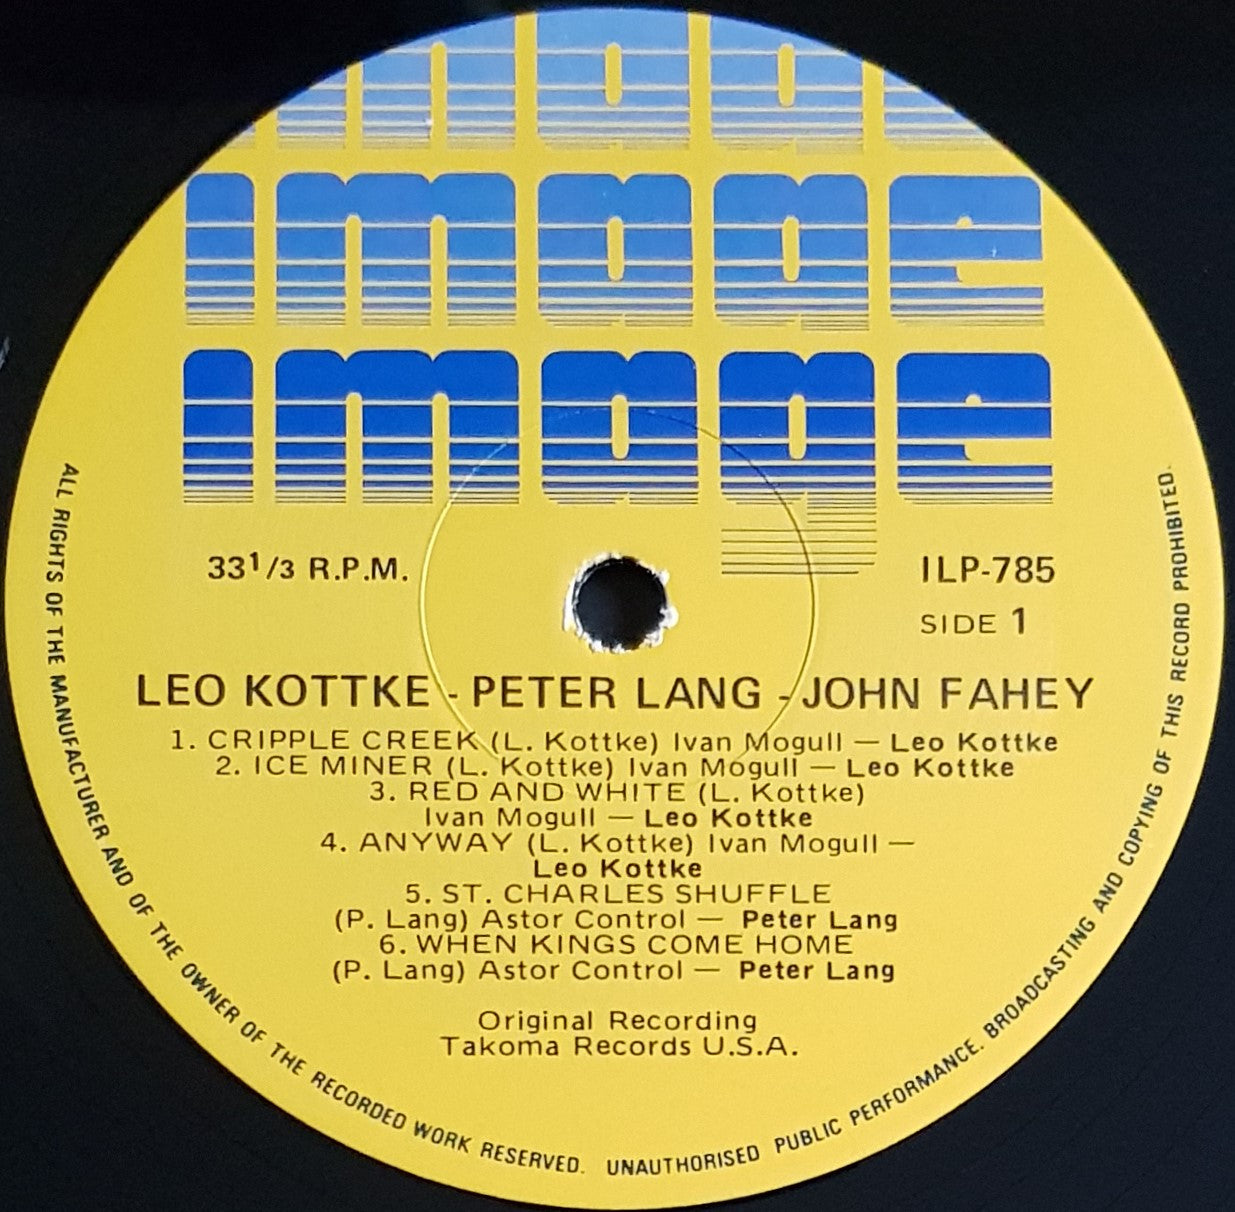 image
image
image
33 1/3 R.P.M.
ILP-785
SIDE 1
LEO KOTTKE - PETER LANG - JOHN FAHEY
1. CRIPPLE CREEK (L. Kottke) Ivan Mogull — Leo Kottke
2. ICE MINER (L. Kottke) Ivan Mogull — Leo Kottke
3. RED AND WHITE (L. Kottke)
Ivan Mogull — Leo Kottke
4. ANYWAY (L. Kottke) Ivan Mogull —
Leo Kottke
5. ST. CHARLES SHUFFLE
(P. Lang) Astor Control — Peter Lang
6. WHEN KINGS COME HOME
(P. Lang) Astor Control — Peter Lang
Original Recording
Takoma Records U.S.A.
ALL RIGHTS OF THE MANUFACTURER AND OF THE OWNER OF THE RECORDED WORK RESERVED. UNAUTHORISED PUBLIC PERFORMANCE. BROADCASTING AND COPYING OF THIS RECORD PROHIBITED.